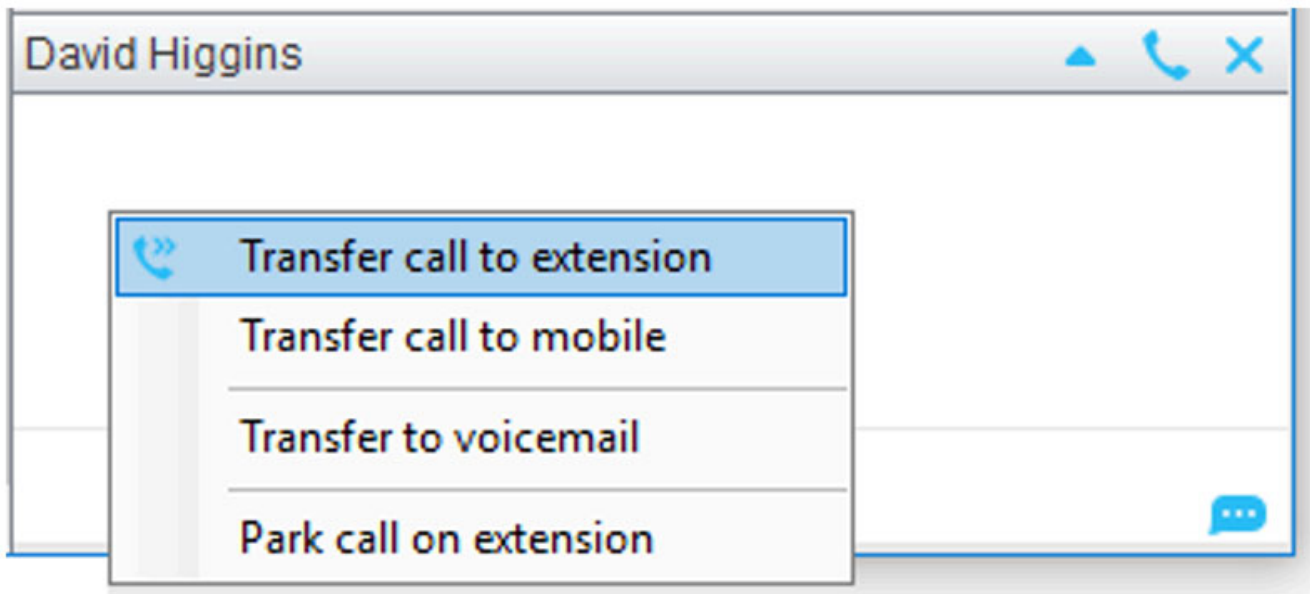 David Higgins
Transfer call to extension
Transfer call to mobile
Transfer to voicemail
Park call on extension